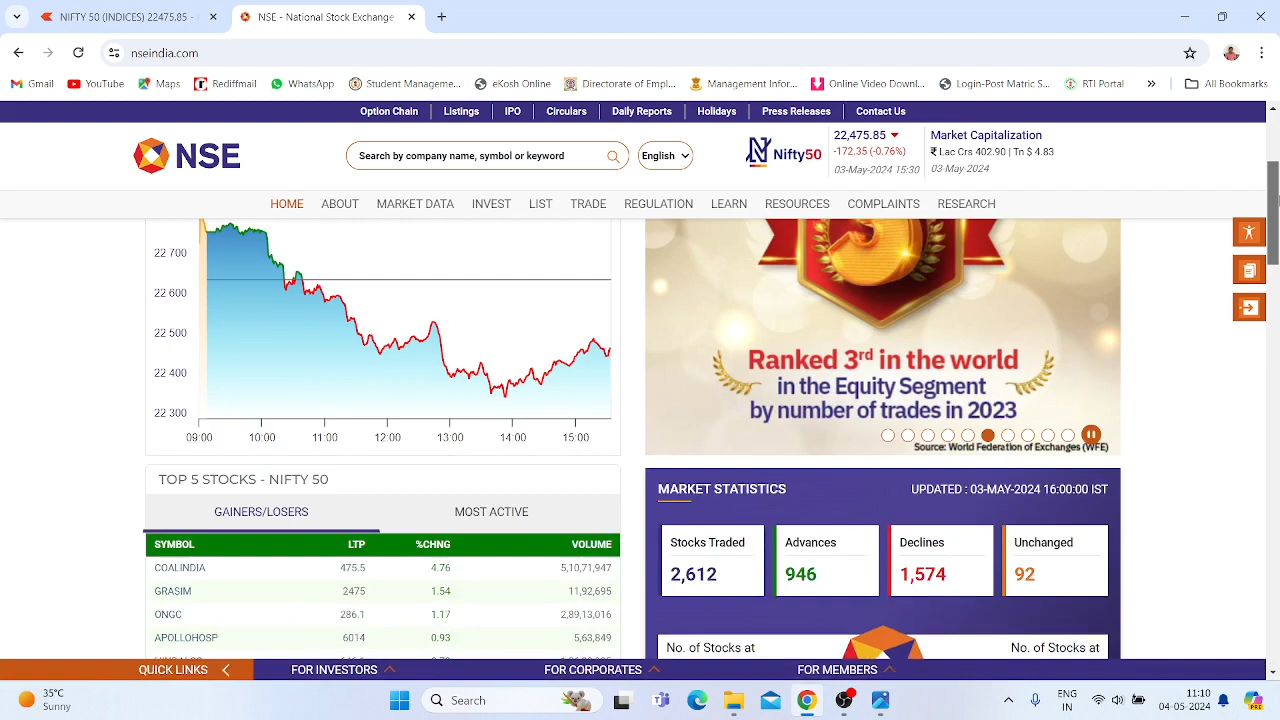 NIFTY 50 (INDICES) 22475.85 -
NSE - National Stock Exchange
nseindia.com
Gmail
YouTube
Maps
Rediffmail
WhatsApp
Student Manageme...
eKosh Online
Directorate of Empl...
Management Infor...
Online Video Downl...
Login-Post Matric S...
RTI Portal
All Bookmarks
Option Chain
Listings
IPO
Circulars
Daily Reports
Holidays
Press Releases
Contact Us
NSE
Search by company name, symbol or keyword
English
Nifty50
22,475.85
-172.35 (-0.76%)
03-May-2024 15:30
Market Capitalization
₹ Lac Crs 402.90 | Tn $ 4.83
03-May-2024
HOME
ABOUT
MARKET DATA
INVEST
LIST
TRADE
REGULATION
LEARN
RESOURCES
COMPLAINTS
RESEARCH
22 700
22 600
22 500
22 400
22 300
09:00
10:00
11:00
12:00
13:00
14:00
15:00
Ranked 3rd in the world
in the Equity Segment
by number of trades in 2023
Source: World Federation of Exchanges (WFE)
TOP 5 STOCKS - NIFTY 50
GAINERS/LOSERS
MOST ACTIVE
SYMBOL LTP %CHNG VOLUME
COALINDIA 475.5 4.76 5,10,71,947
GRASIM 2475 1.54 11,92,695
ONGC 286.1 1.17 2,89,13,016
APOLLOHOSP 6014 0.93 5,63,849
MARKET STATISTICS
UPDATED : 03-MAY-2024 16:00:00 IST
Stocks Traded
2,612
Advances
946
Declines
1,574
Unchanged
92
No. of Stocks at
No. of Stocks at
QUICK LINKS
FOR INVESTORS
FOR CORPORATES
FOR MEMBERS
35°C
Sunny
Search
ENG
IN
11:10
04-05-2024
PRE